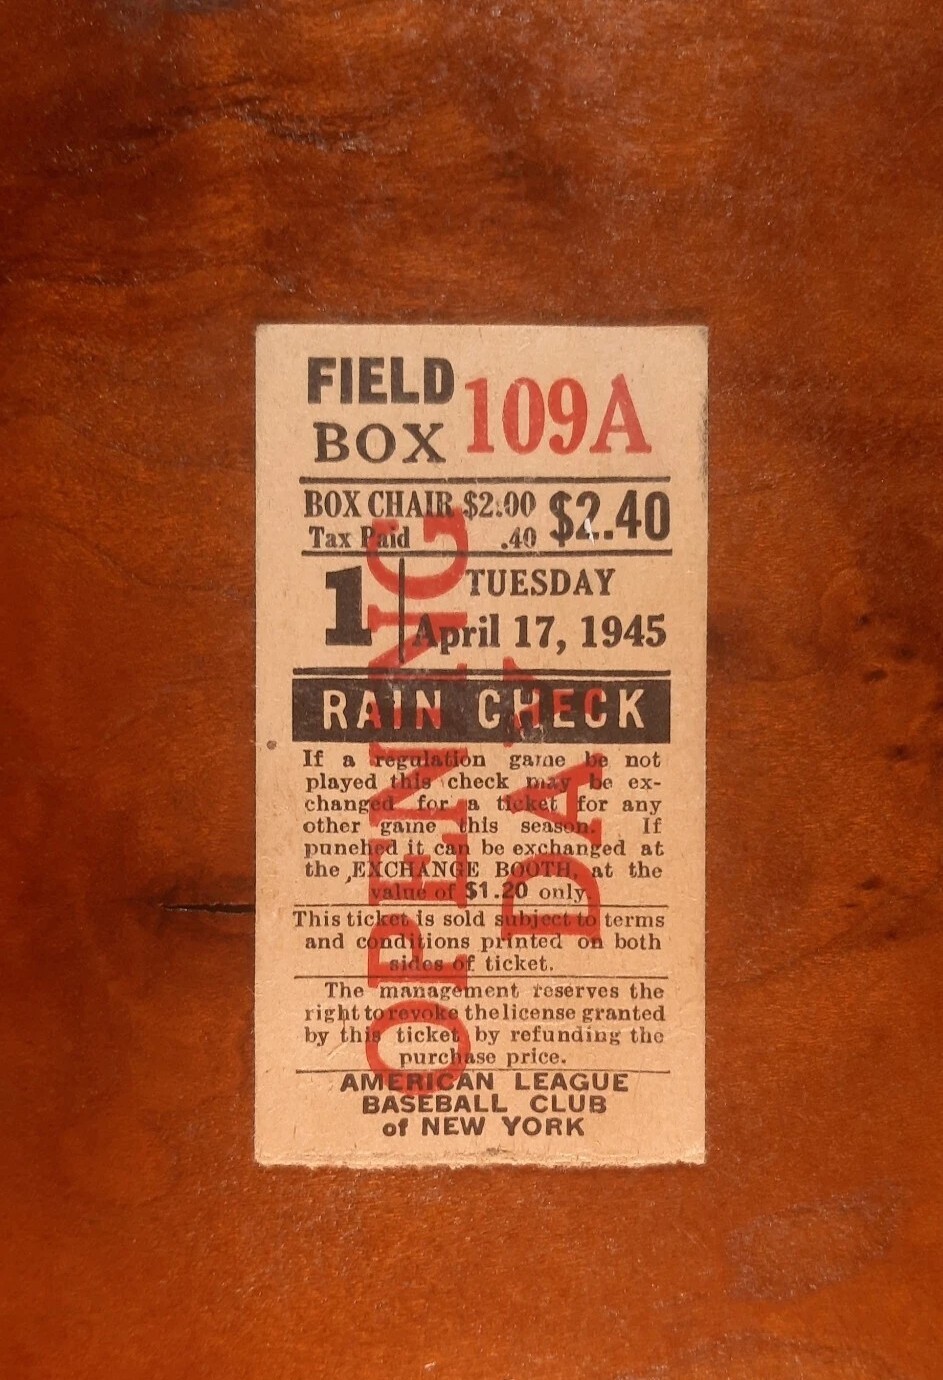 FIELD
BOX
109A
BOX CHAIR $2.00
Tax Paid .40
$2.40
1
TUESDAY
April 17, 1945
RAIN CHECK
If a regulation game be not
played this check may be ex-
changed for a ticket for any
other game this season. If
punched it can be exchanged at
the EXCHANGE BOOTH, at the
value of $1.20 only.
This ticket is sold subject to terms
and conditions printed on both
sides of ticket.
The management reserves the
right to revoke the license granted
by this ticket by refunding the
purchase price.
AMERICAN LEAGUE
BASEBALL CLUB
of NEW YORK
OPENING
DAY